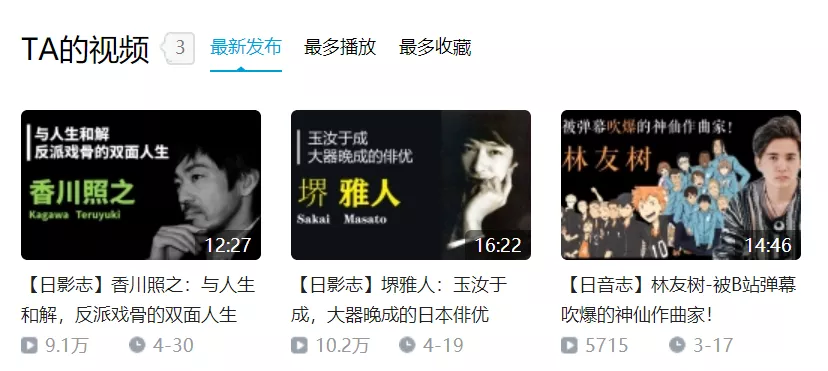 TA的视频 3 最新发布 最多播放 最多收藏
与人生和解
反派戏骨的双面人生
香川照之
Kagawa Teruyuki
12:27
玉汝于成
大器晚成的俳优
堺 雅人
Sakai Masato
16:22
被弹幕吹爆的神仙作曲家!
林友树
14:46
【日影志】香川照之：与人生
和解，反派戏骨的双面人生
9.1万 4-30
【日影志】堺雅人：玉汝于
成，大器晚成的日本俳优
10.2万 4-19
【日音志】林友树-被B站弹幕
吹爆的神仙作曲家！
5715 3-17